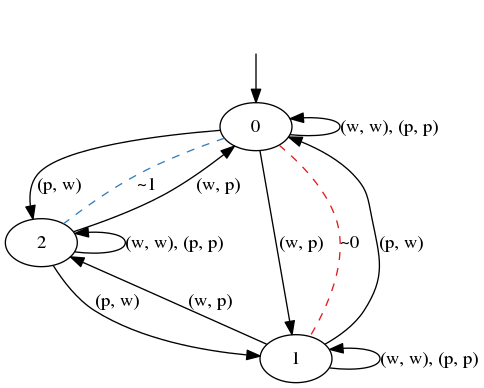 0
(w, w), (p, p)
(p, w)
~1
(w, p)
2
(w, w), (p, p)
(w, p)
~0
(p, w)
(p, w)
(w, p)
1
(w, w), (p, p)